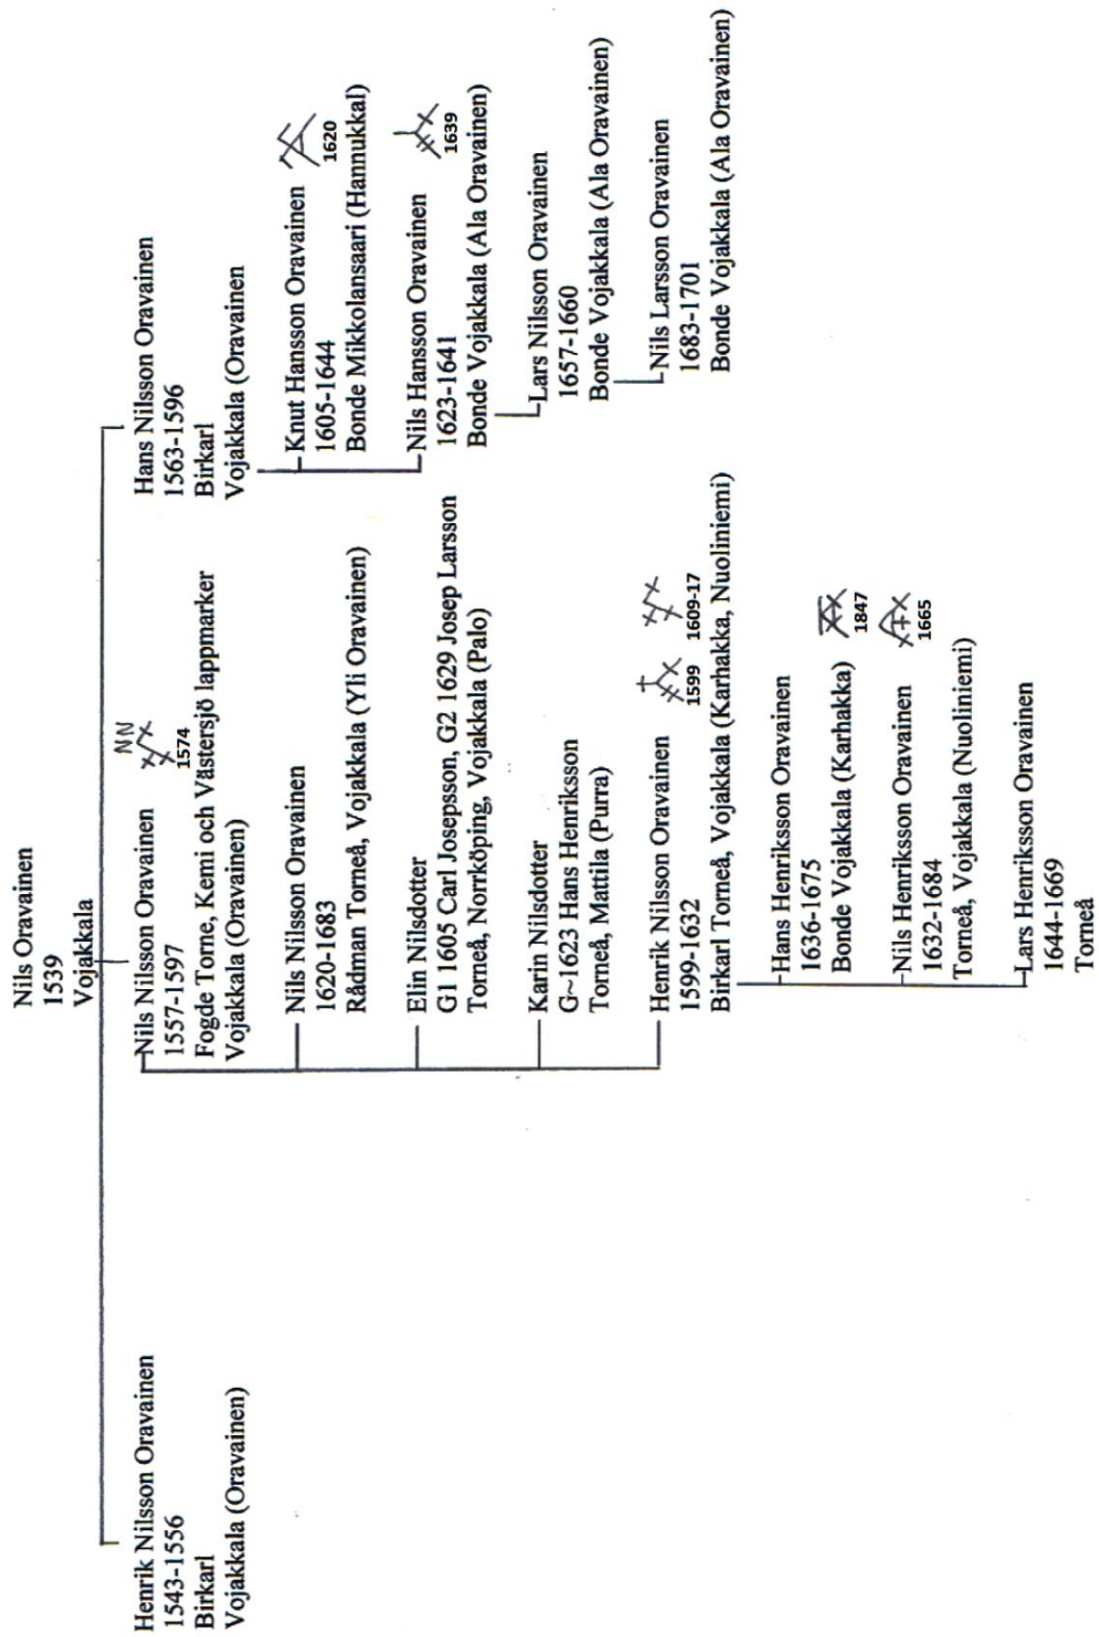 Nils Oravainen
1539
Vojakkala
Henrik Nilsson Oravainen
1543-1556
Birkarl
Vojakkala (Oravainen)
Nils Nilsson Oravainen
NN
1574
1557-1597
Fogde Torne, Kemi och Västersjö lappmarker
Vojakkala (Oravainen)
Nils Nilsson Oravainen
1620-1683
Rådman Torneå, Vojakkala (Yli Oravainen)
Elin Nilsdotter
G1 1605 Carl Josepsson, G2 1629 Josep Larsson
Torneå, Norrköping, Vojakkala (Palo)
Karin Nilsdotter
G~1623 Hans Henriksson
Torneå, Mattila (Purra)
Henrik Nilsson Oravainen
1599
1609-17
1599-1632
Birkarl Torneå, Vojakkala (Karhakka, Nuoliniemi)
Hans Henriksson Oravainen
1636-1675
Bonde Vojakkala (Karhakka)
1847
Nils Henriksson Oravainen
1665
1632-1684
Torneå, Vojakkala (Nuoliniemi)
Lars Henriksson Oravainen
1644-1669
Torneå
Hans Nilsson Oravainen
1563-1596
Birkarl
Vojakkala (Oravainen
Knut Hansson Oravainen
1620
1605-1644
Bonde Mikkolansaari (Hannukkal)
Nils Hansson Oravainen
1639
1623-1641
Bonde Vojakkala (Ala Oravainen)
Lars Nilsson Oravainen
1657-1660
Bonde Vojakkala (Ala Oravainen)
Nils Larsson Oravainen
1683-1701
Bonde Vojakkala (Ala Oravainen)